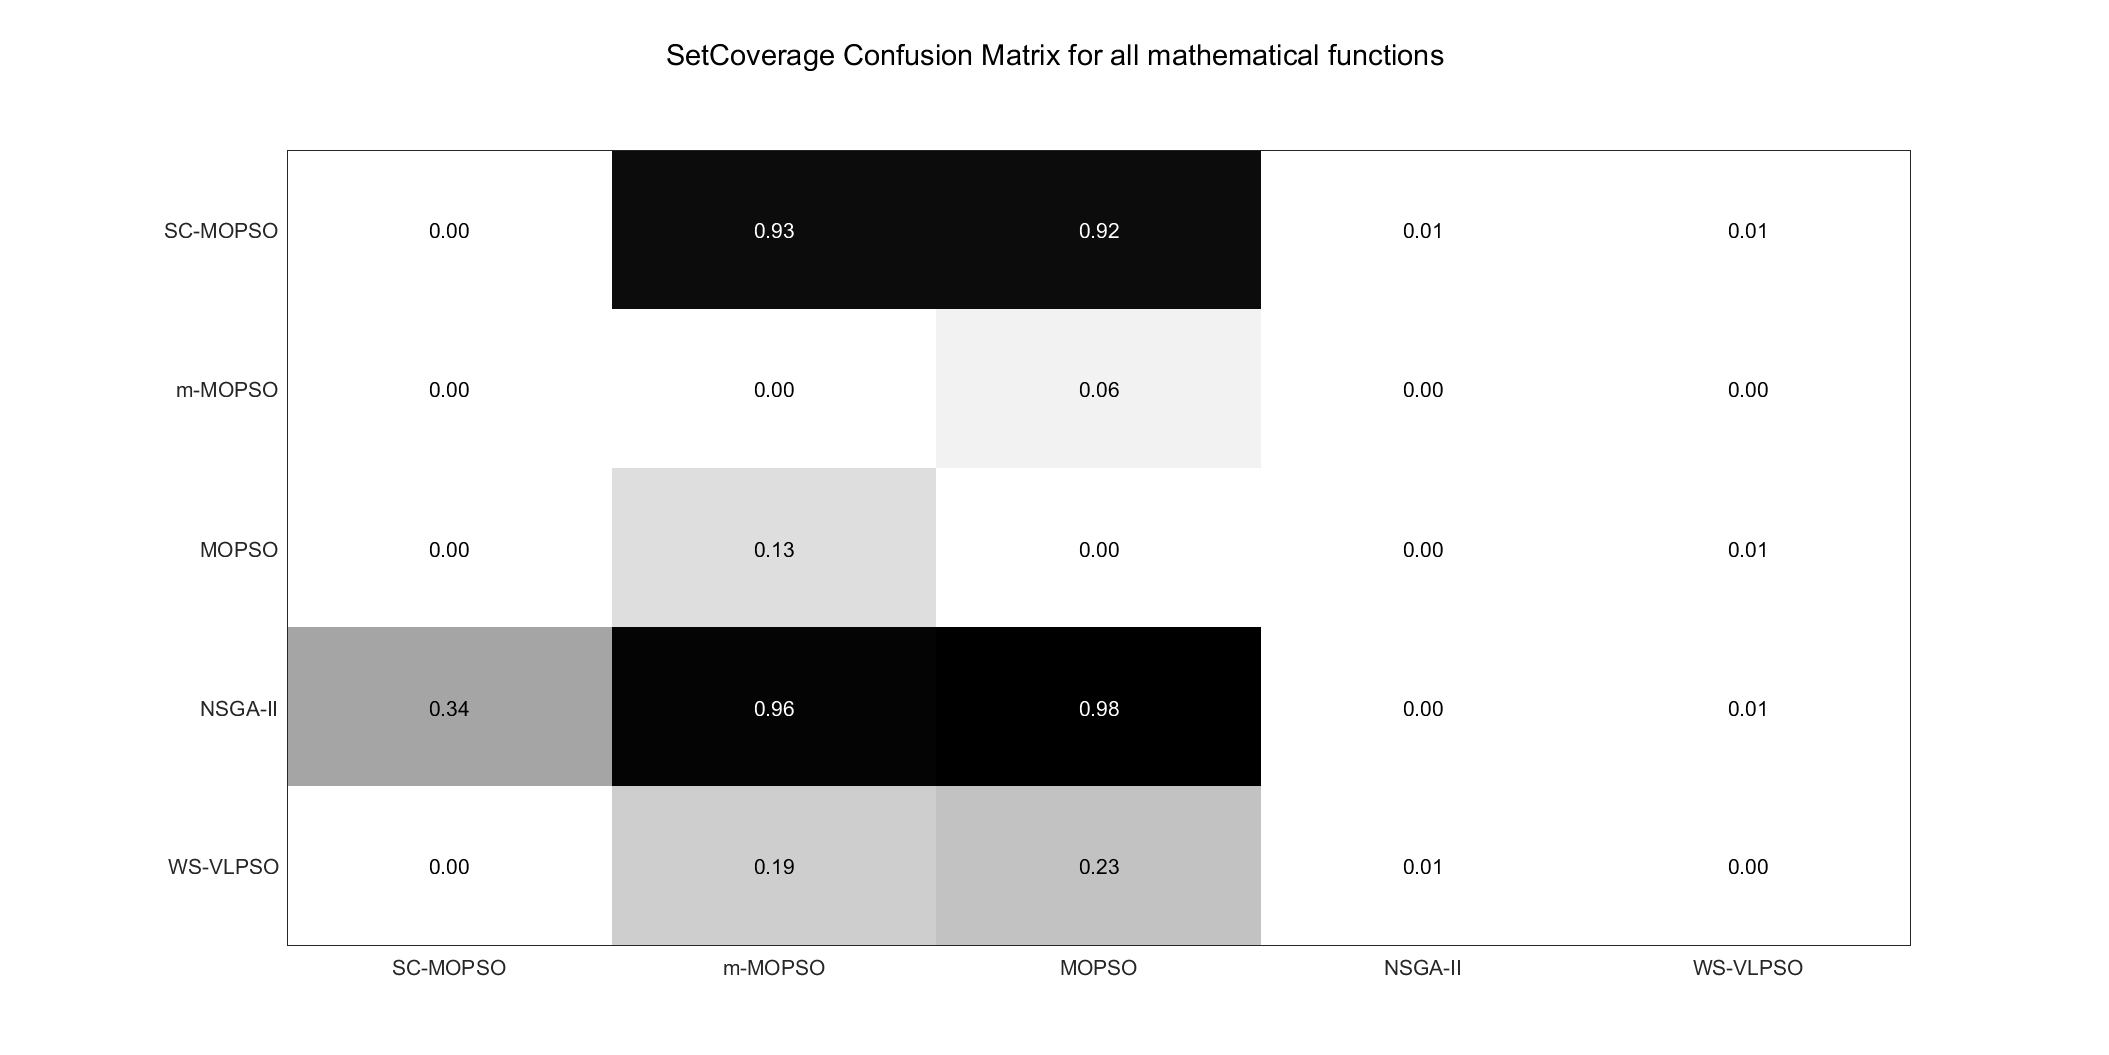 SetCoverage Confusion Matrix for all mathematical functions
SC-MOPSO 0.00 0.93 0.92 0.01 0.01
m-MOPSO 0.00 0.00 0.06 0.00 0.00
MOPSO 0.00 0.13 0.00 0.00 0.01
NSGA-II 0.34 0.96 0.98 0.00 0.01
WS-VLPSO 0.00 0.19 0.23 0.01 0.00
SC-MOPSO m-MOPSO MOPSO NSGA-II WS-VLPSO